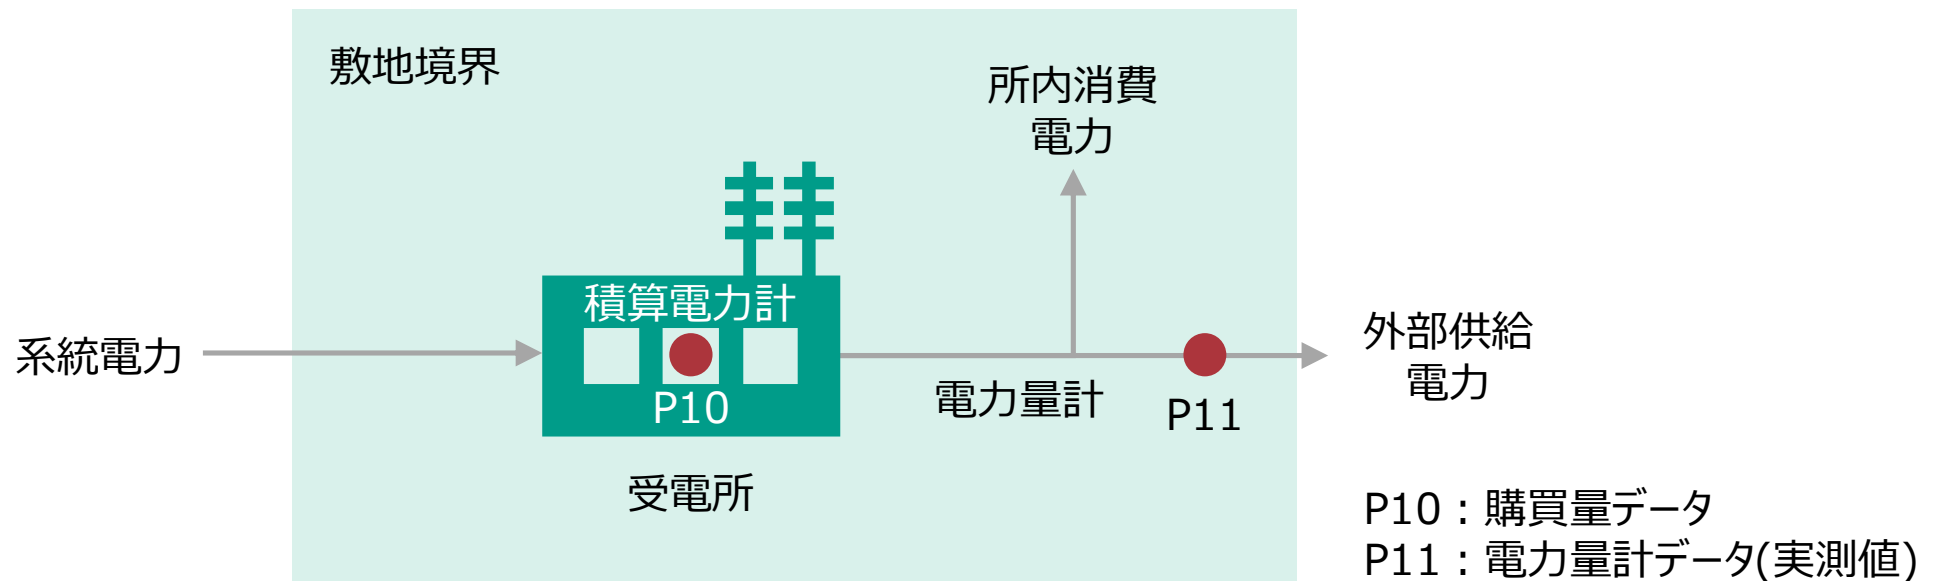 敷地境界
所内消費
電力
積算電力計
系統電力
P10
外部供給
電力
電力量計
P11
受電所
P10：購買量データ
P11：電力量計データ(実測値)